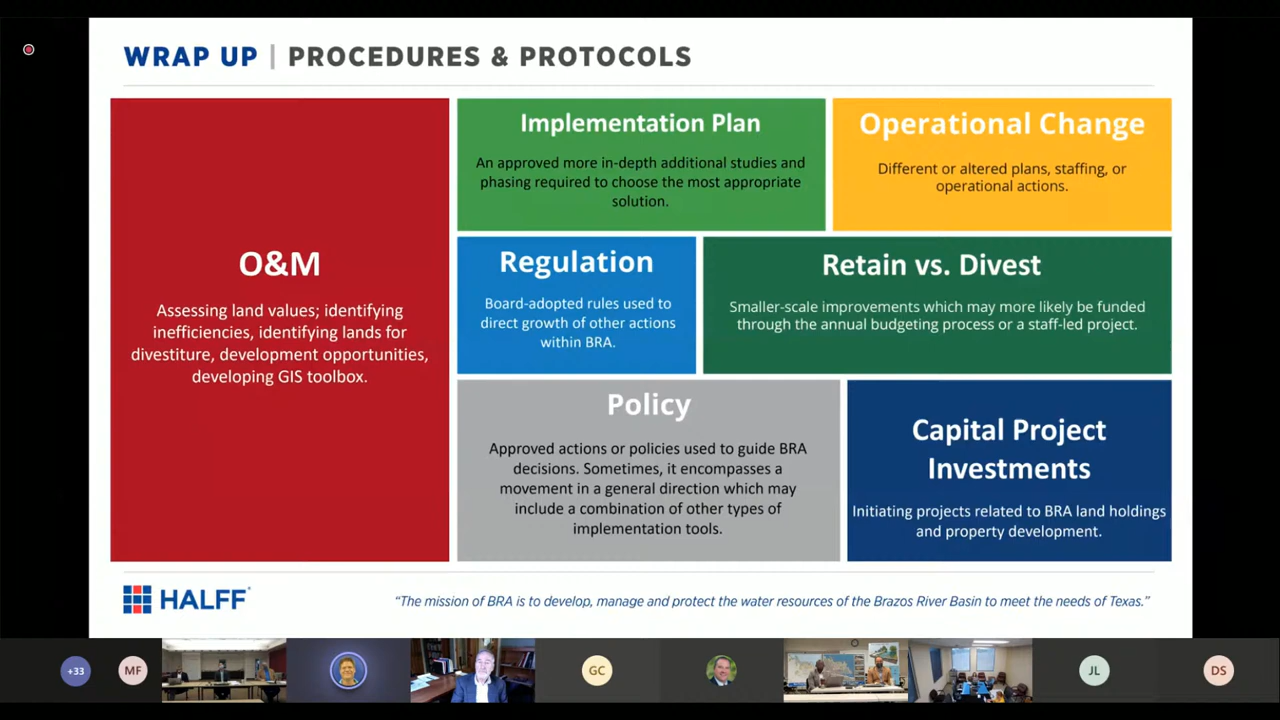 WRAP UP | PROCEDURES & PROTOCOLS
O&M
Assessing land values; identifying
inefficiencies, identifying lands for
divestiture, development opportunities,
developing GIS toolbox.
Implementation Plan
An approved more in-depth additional studies and
phasing required to choose the most appropriate
solution.
Operational Change
Different or altered plans, staffing, or
operational actions.
Regulation
Board-adopted rules used to
direct growth of other actions
within BRA.
Retain vs. Divest
Smaller-scale improvements which may more likely be funded
through the annual budgeting process or a staff-led project.
Policy
Approved actions or policies used to guide BRA
decisions. Sometimes, it encompasses a
movement in a general direction which may
include a combination of other types of
implementation tools.
Capital Project
Investments
Initiating projects related to BRA land holdings
and property development.
HALFF
“The mission of BRA is to develop, manage and protect the water resources of the Brazos River Basin to meet the needs of Texas.”
+33
MF
GC
JL
DS